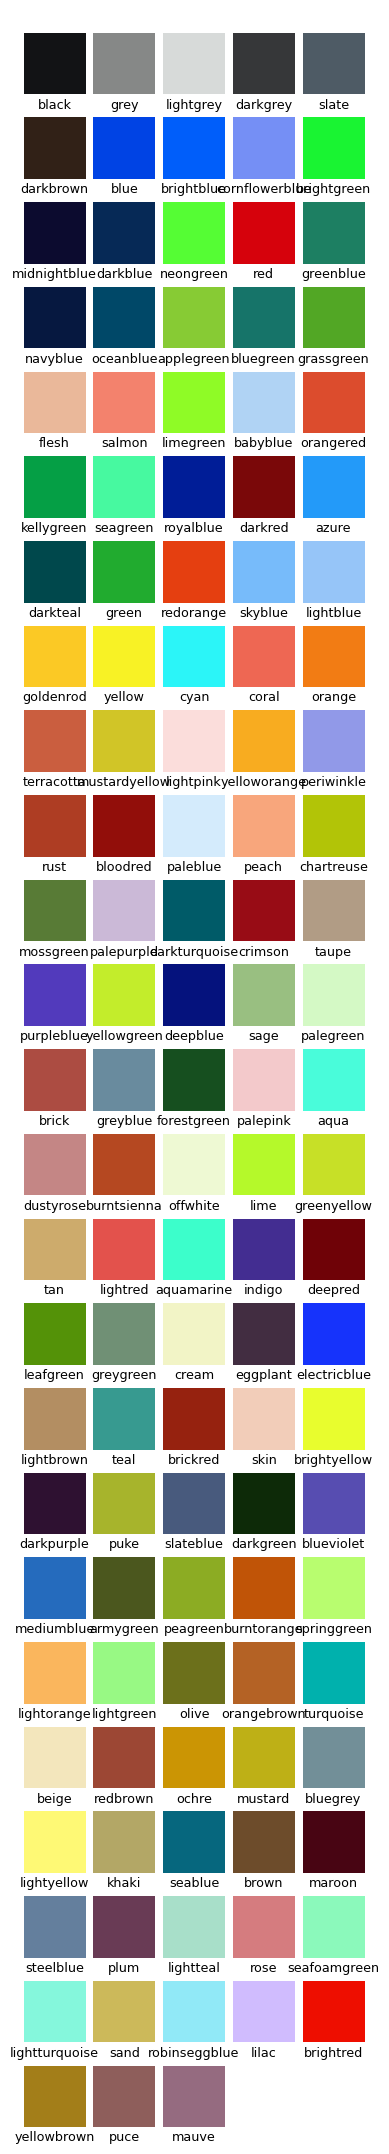 black grey lightgrey darkgrey slate
darkbrown blue brightblue cornflowerblue brightgreen
midnightblue darkblue neongreen red greenblue
navyblue oceanblue applegreen bluegreen grassgreen
flesh salmon limegreen babyblue orangered
kellygreen seagreen royalblue darkred azure
darkteal green redorange skyblue lightblue
goldenrod yellow cyan coral orange
terracotta mustardyellow lightpink yelloworange periwinkle
rust bloodred paleblue peach chartreuse
mossgreen palepurple darkturquoise crimson taupe
purpleblue yellowgreen deepblue sage palegreen
brick greyblue forestgreen palepink aqua
dustyrose burntsienna offwhite lime greenyellow
tan lightred aquamarine indigo deepred
leafgreen greygreen cream eggplant electricblue
lightbrown teal brickred skin brightyellow
darkpurple puke slateblue darkgreen blueviolet
mediumblue armygreen peagreen burntorange springgreen
lightorange lightgreen olive orangebrown turquoise
beige redbrown ochre mustard bluegrey
lightyellow khaki seablue brown maroon
steelblue plum lightteal rose seafoamgreen
lightturquoise sand robinseggblue lilac brightred
yellowbrown puce mauve